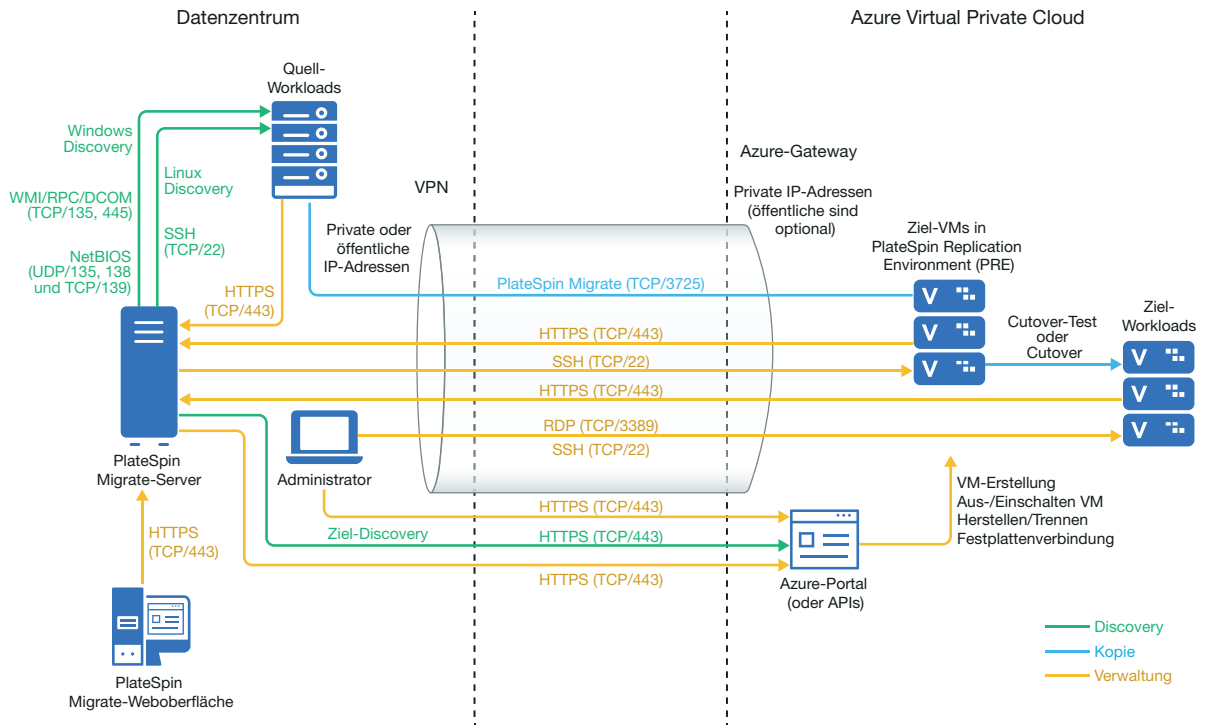 Datenzentrum
Azure Virtual Private Cloud
Quell-
Workloads
Windows
Discovery
Linux
Discovery
WMI/RPC/DCOM
(TCP/135, 445)
SSH
(TCP/22)
NetBIOS
(UDP/135, 138
und TCP/139)
HTTPS
(TCP/443)
VPN
Private oder
öffentliche
IP-Adressen
Azure-Gateway
Private IP-Adressen
(öffentliche sind
optional)
Ziel-VMs in
PlateSpin Replication
Environment (PRE)
PlateSpin Migrate (TCP/3725)
V
HTTPS (TCP/443)
V
SSH (TCP/22)
V
Cutover-Test
oder
Cutover
Ziel-
Workloads
V
HTTPS (TCP/443)
V
RDP (TCP/3389)
V
SSH (TCP/22)
PlateSpin
Migrate-Server
Administrator
VM-Erstellung
Aus-/Einschalten VM
Herstellen/Trennen
Festplattenverbindung
HTTPS (TCP/443)
HTTPS
(TCP/443)
Ziel-Discovery
HTTPS (TCP/443)
HTTPS (TCP/443)
Azure-Portal
(oder APIs)
PlateSpin
Migrate-Weboberfläche
Discovery
Kopie
Verwaltung